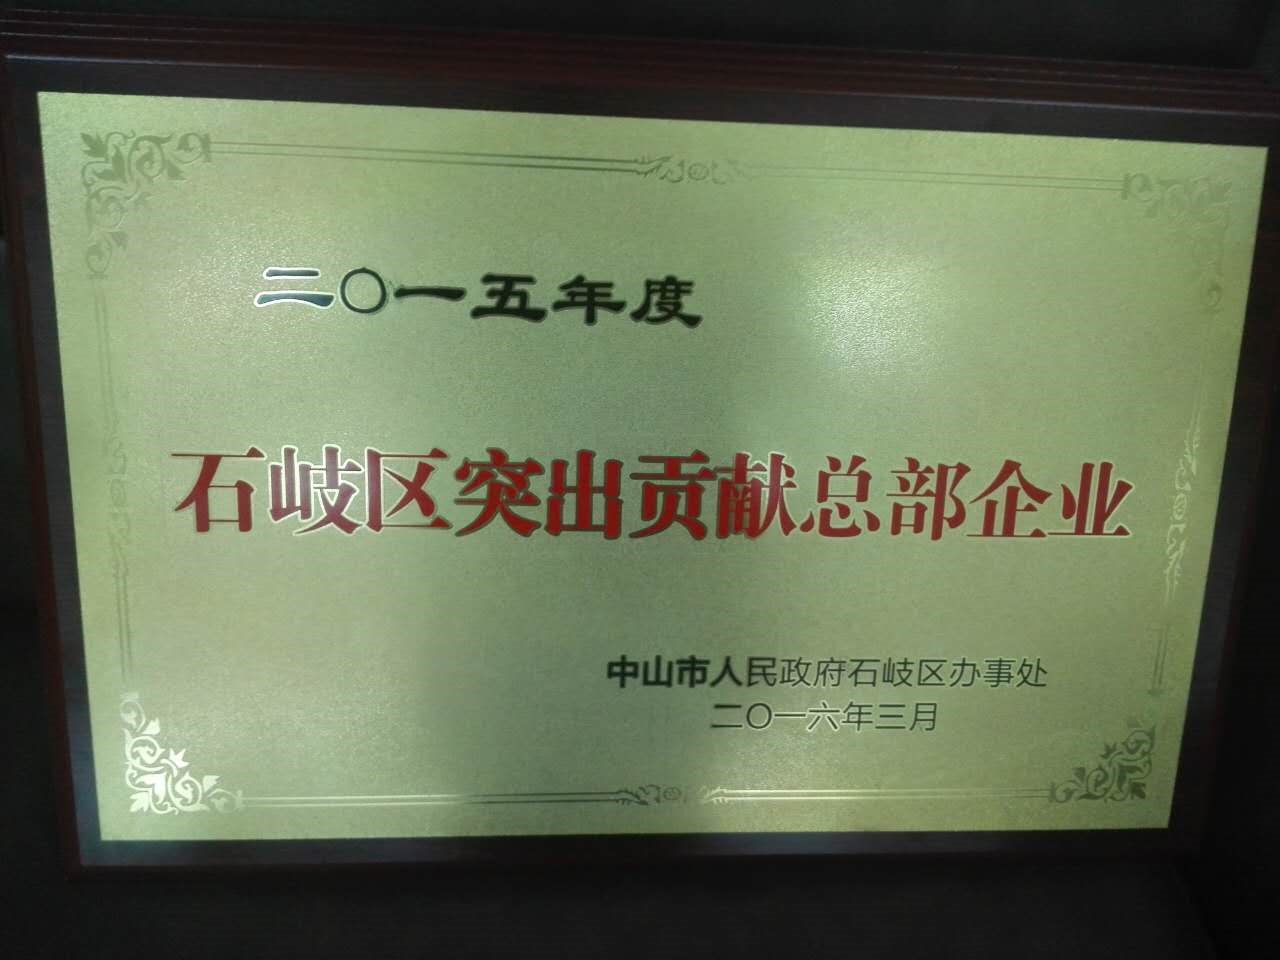 二〇一五年度
石岐区突出贡献总部企业
中山市人民政府石岐区办事处
二〇一六年三月